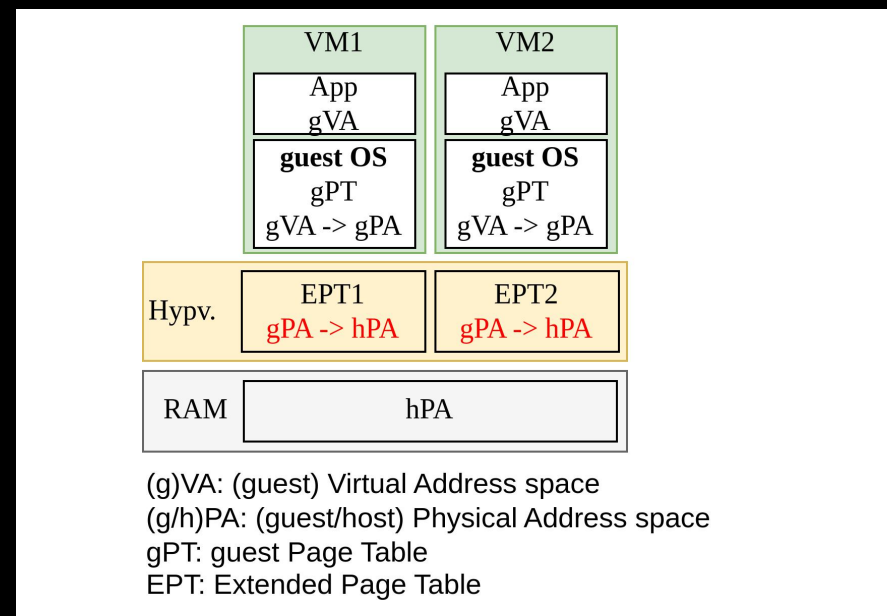 VM1
VM2
App
gVA
App
gVA
guest OS
gPT
gVA -> gPA
guest OS
gPT
gVA -> gPA
Hypv.
EPT1
gPA -> hPA
EPT2
gPA -> hPA
RAM
hPA
(g)VA: (guest) Virtual Address space
(g/h)PA: (guest/host) Physical Address space
gPT: guest Page Table
EPT: Extended Page Table